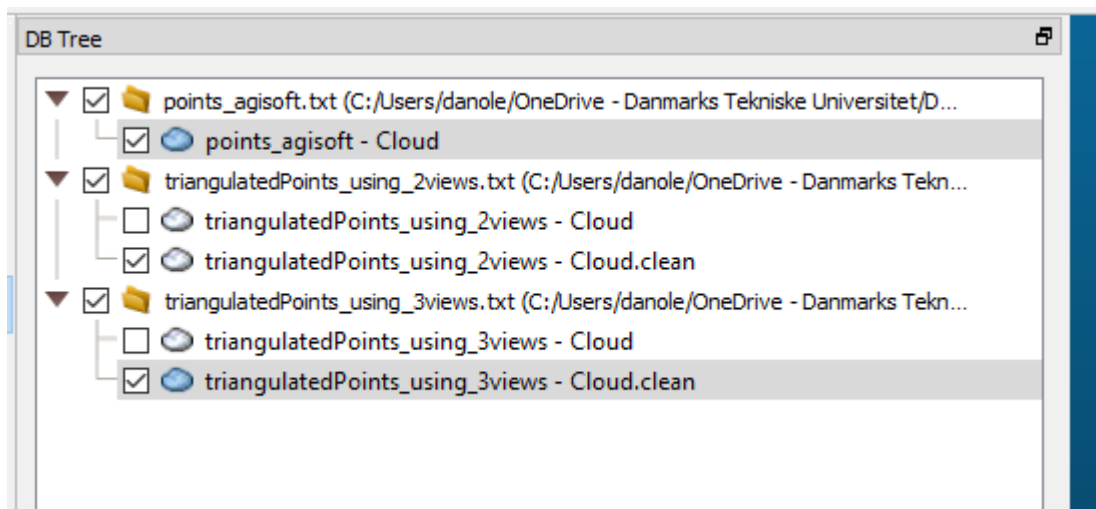 DB Tree
points_agisoft.txt (C:/Users/danole/OneDrive - Danmarks Tekniske Universitet/D...
points_agisoft - Cloud
triangulatedPoints_using_2views.txt (C:/Users/danole/OneDrive - Danmarks Tekn...
triangulatedPoints_using_2views - Cloud
triangulatedPoints_using_2views - Cloud.clean
triangulatedPoints_using_3views.txt (C:/Users/danole/OneDrive - Danmarks Tekn...
triangulatedPoints_using_3views - Cloud
triangulatedPoints_using_3views - Cloud.clean